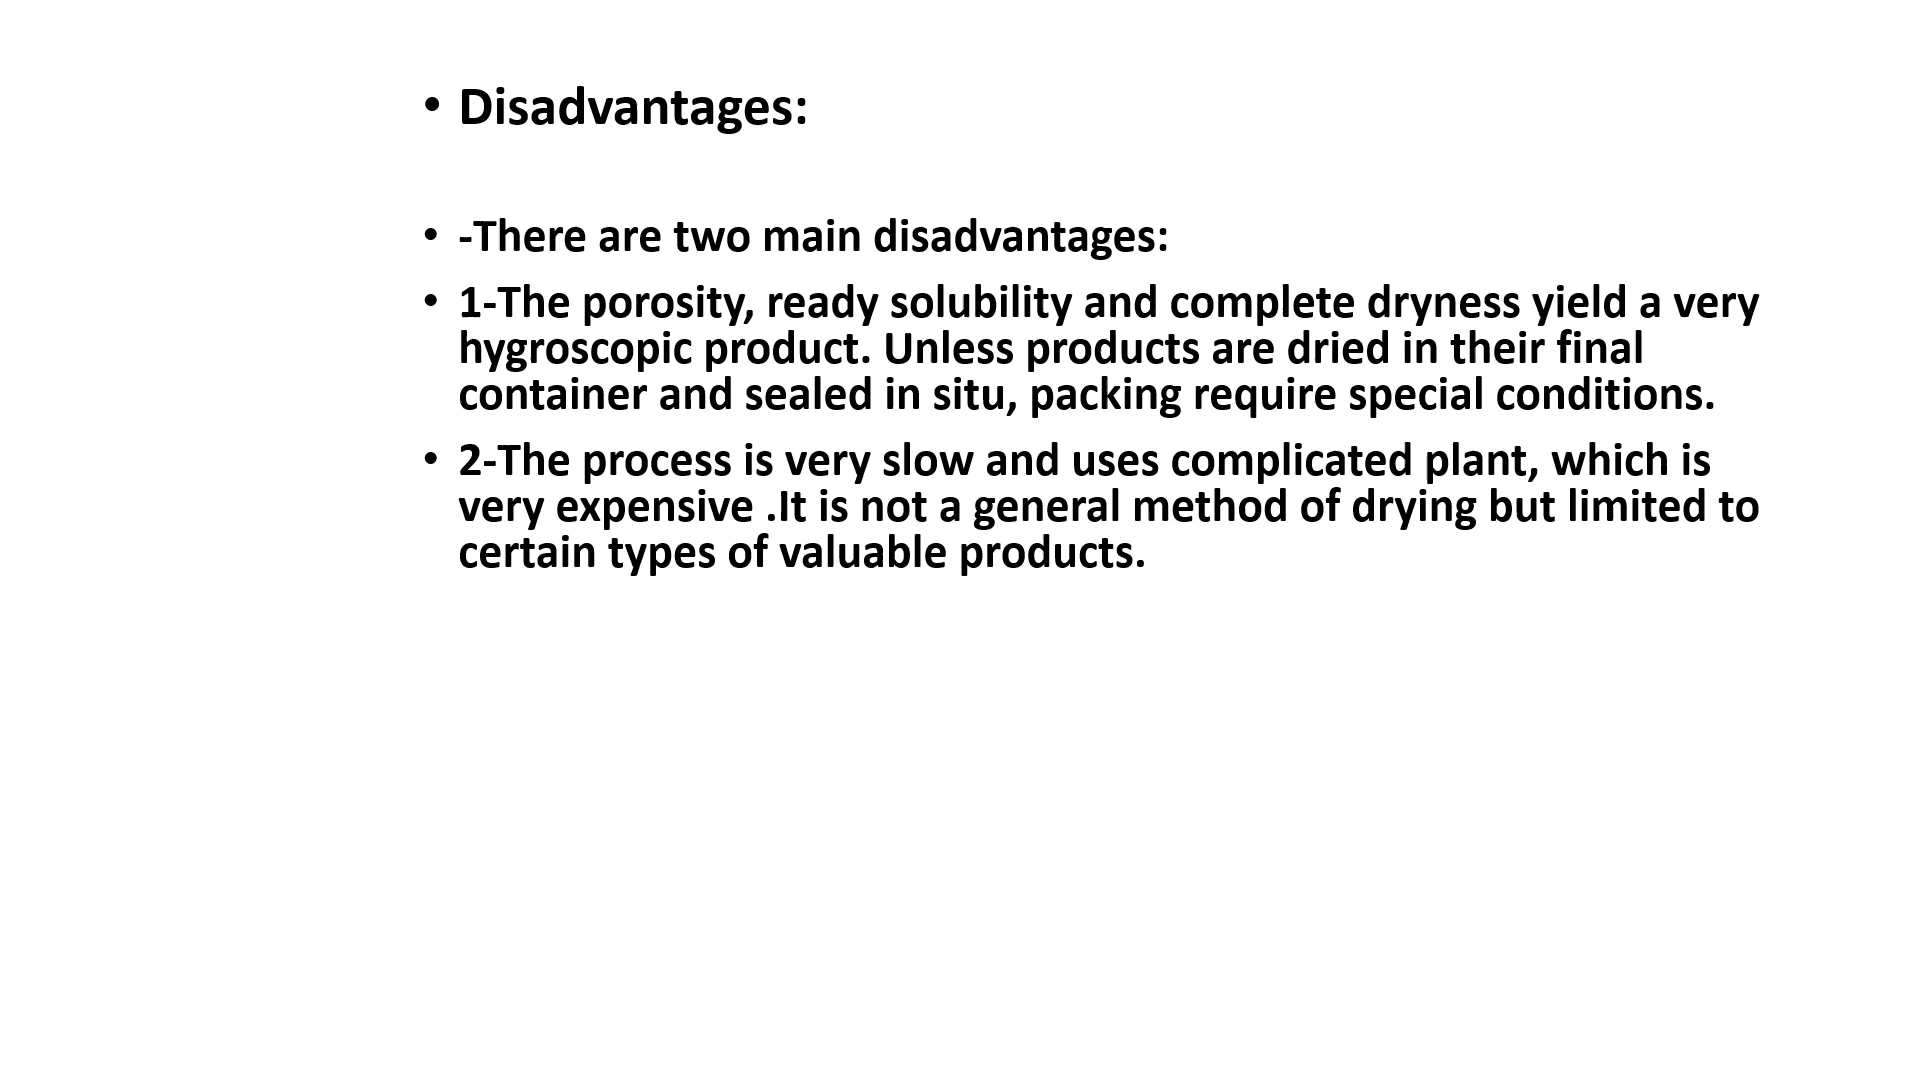 • Disadvantages:
• -There are two main disadvantages:
• 1-The porosity, ready solubility and complete dryness yield a very
hygroscopic product. Unless products are dried in their final
container and sealed in situ, packing require special conditions.
• 2-The process is very slow and uses complicated plant, which is
very expensive .It is not a general method of drying but limited to
certain types of valuable products.